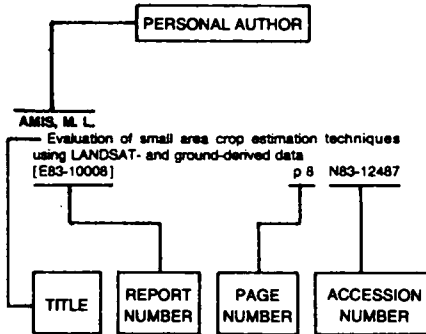 PERSONAL AUTHOR
AMIS, M. L.
Evaluation of small area crop estimation techniques
using LANDSAT- and ground-derived data
[E83-10008] p 8 N83-12487
TITLE
REPORT
NUMBER
PAGE
NUMBER
ACCESSION
NUMBER